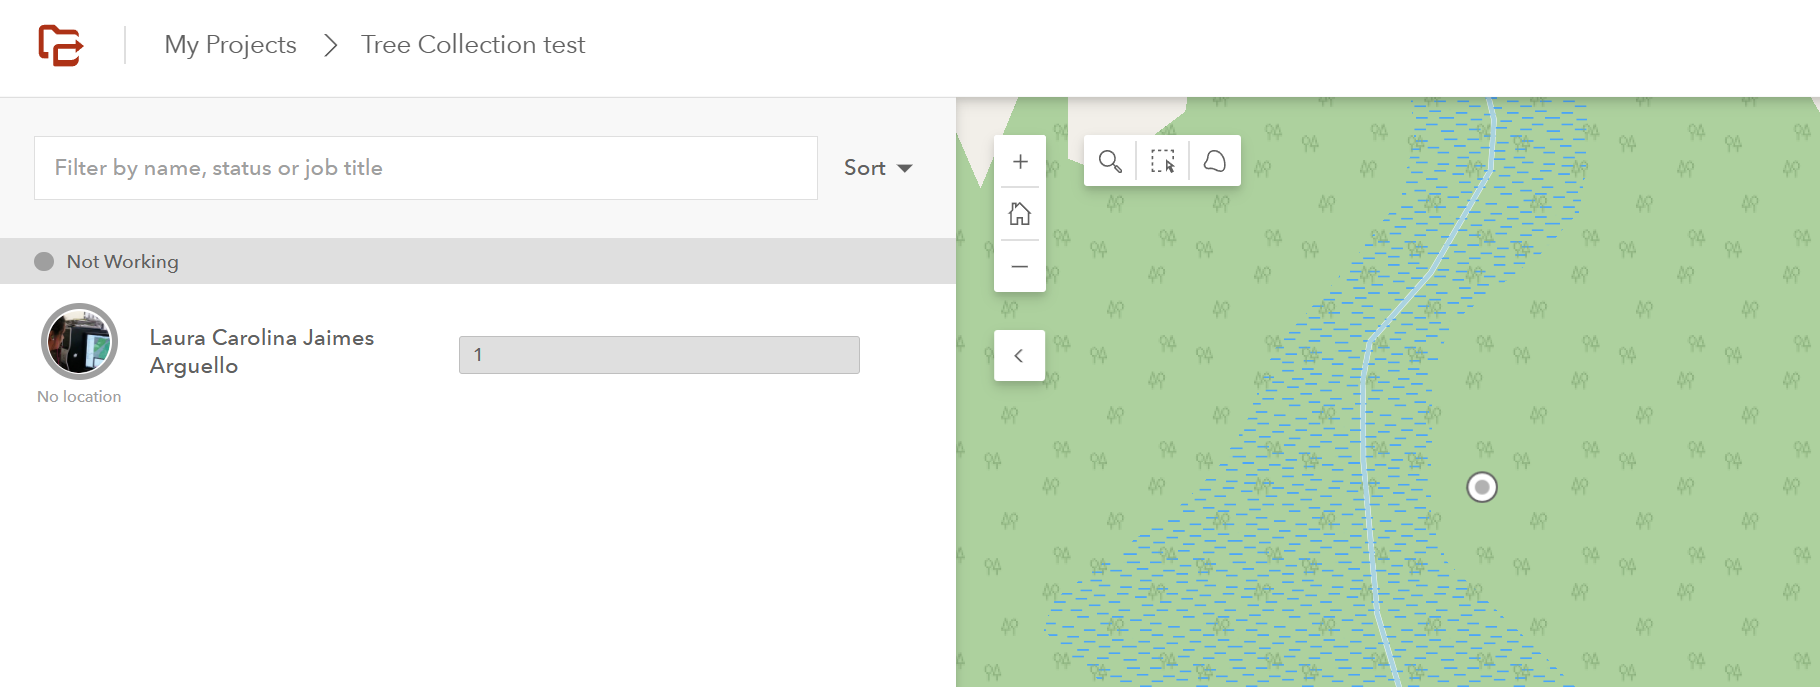 My Projects > Tree Collection test
Filter by name, status or job title
Sort
Not Working
Laura Carolina Jaimes
Arguello
1
No location